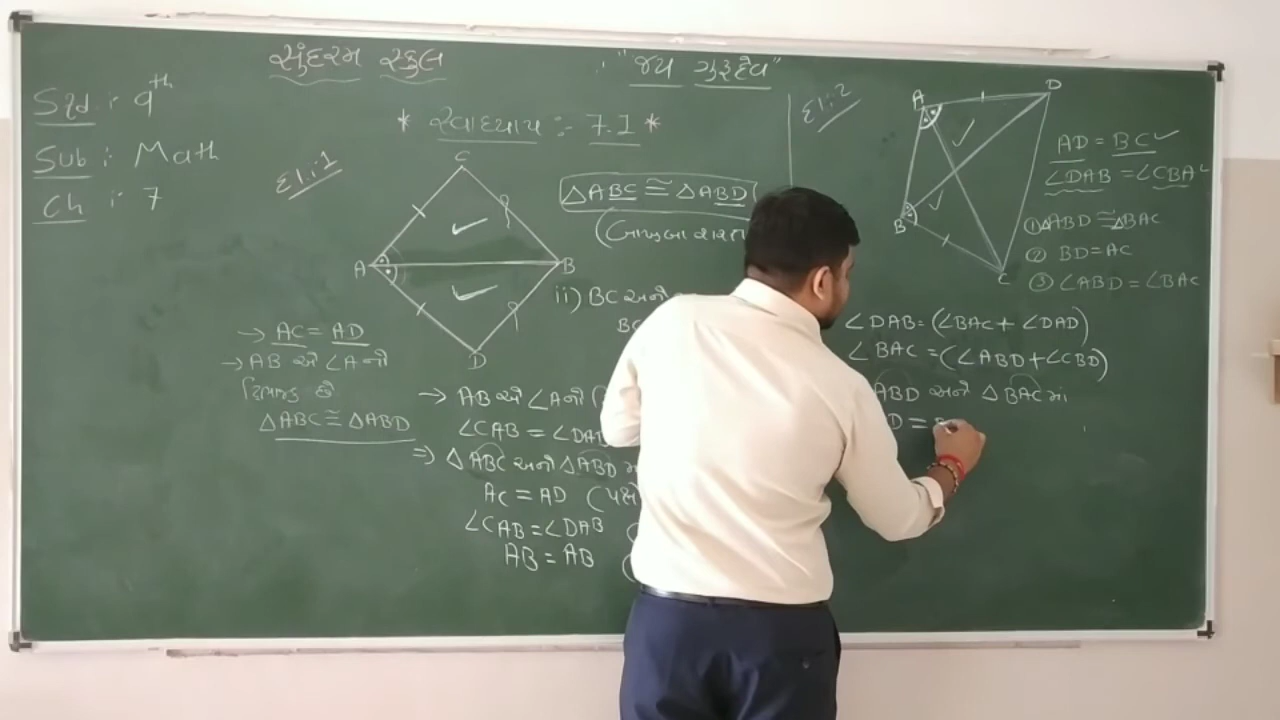 સુંદરમ સ્કુલ
"જય ગુરૂદેવ"
Std : 9th
Sub : Math
Ch : 7
* સ્વાધ્યાય :- 7.1 *
દા.:1
C
A
B
D
△ABC ≅ △ABD
ii) BC અને
BC
→ AC = AD
→ AB એ ∠A નો
દ્વિભાજક છે
△ABC ≅ △ABD
→ AB એ ∠A નો
∠CAB = ∠DAB
⇒ △ABC અને △ABD મ
AC = AD
∠CAB = ∠DAB
AB = AB
દા.:2
A
D
B
C
AD = BC ✓
∠DAB = ∠CBA
① △ABD ≅ △BAC
② BD = AC
③ ∠ABD = ∠BAC
∠DAB = (∠BAC + ∠DAD)
∠BAC = (∠ABD + ∠CBD)
ABD અને △BAC માં
D =